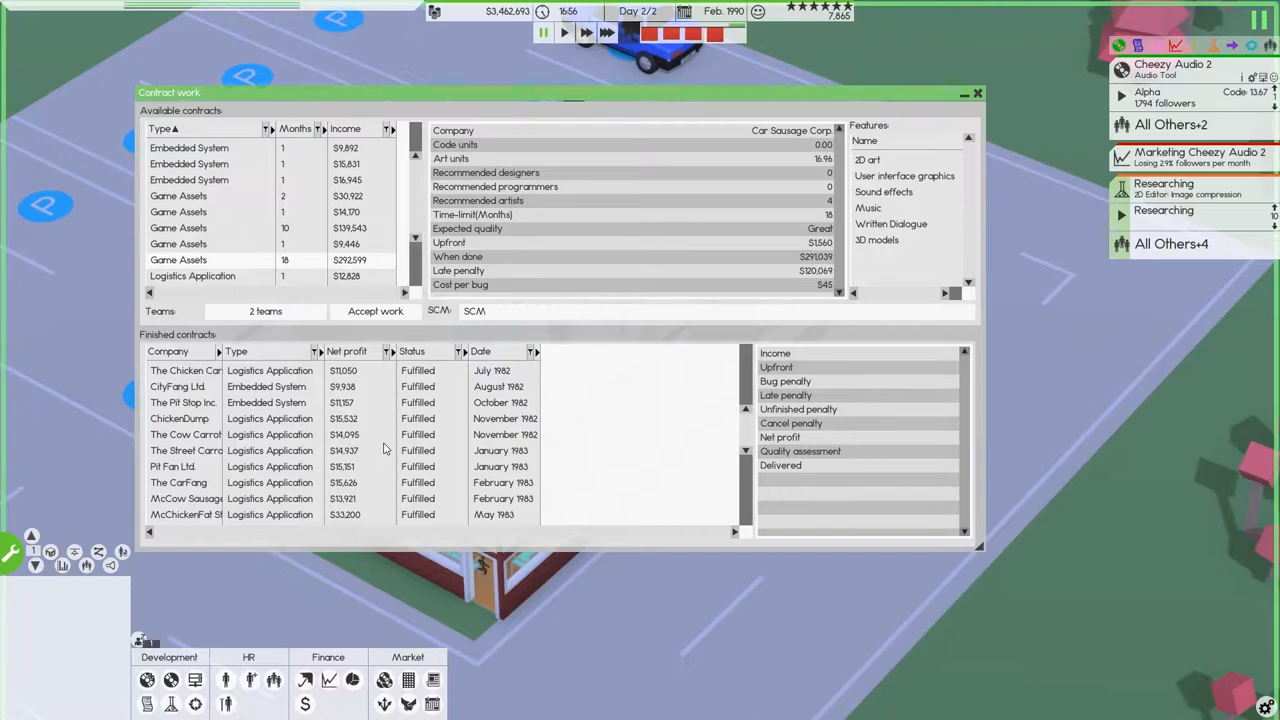 $3,462,693 16:56 Day 2/2 Feb. 1990 7,865
Contract work
Available contracts:
Type Months Income
Embedded System 1 $9,892
Embedded System 1 $15,831
Embedded System 1 $16,945
Game Assets 2 $30,922
Game Assets 1 $14,170
Game Assets 10 $139,543
Game Assets 1 $9,446
Game Assets 18 $292,599
Logistics Application 1 $12,828
Company Car Sausage Corp.
Code units 0.00
Art units 16.96
Recommended designers 0
Recommended programmers 0
Recommended artists 4
Time-limit(Months) 18
Expected quality Great
Upfront $1,560
When done $291,039
Late penalty $120,069
Cost per bug $45
Features:
Name
2D art
User interface graphics
Sound effects
Music
Written Dialogue
3D models
Teams: 2 teams Accept work SCM: SCM
Finished contracts:
Company Type Net profit Status Date
The Chicken Car Logistics Application $11,050 Fulfilled July 1982
CityFang Ltd. Embedded System $9,938 Fulfilled August 1982
The Pit Stop Inc. Embedded System $11,157 Fulfilled October 1982
ChickenDump Logistics Application $15,532 Fulfilled November 1982
The Cow Carrot Logistics Application $14,095 Fulfilled November 1982
The Street Carro Logistics Application $14,937 Fulfilled January 1983
Pit Fan Ltd. Logistics Application $15,151 Fulfilled January 1983
The CarFang Logistics Application $15,626 Fulfilled February 1983
McCow Sausage Logistics Application $13,921 Fulfilled February 1983
McChickenFat St Logistics Application $33,200 Fulfilled May 1983
Income
Upfront
Bug penalty
Late penalty
Unfinished penalty
Cancel penalty
Net profit
Quality assessment
Delivered
Cheezy Audio 2
Audio Tool
Alpha Code: 13.67
1,794 followers 1
All Others+2
Marketing Cheezy Audio 2
Losing 2.9% followers per month
Researching
2D Editor: Image compression
Researching 10
All Others+4
1
Development HR Finance Market
P
P
P